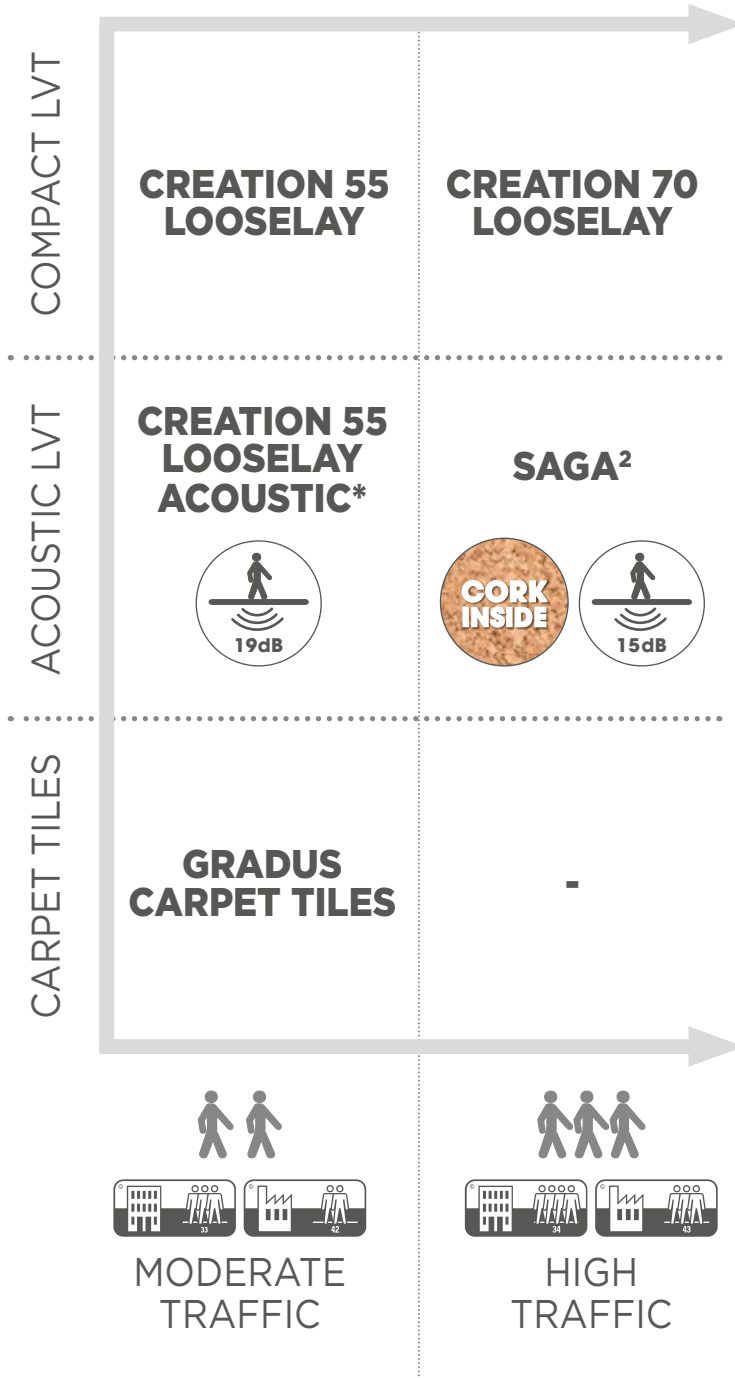 COMPACT LVT
CREATION 55
LOOSELAY
CREATION 70
LOOSELAY
ACOUSTIC LVT
CREATION 55
LOOSELAY
ACOUSTIC*
19dB
SAGA²
CORK
INSIDE
15dB
CARPET TILES
GRADUS
CARPET TILES
-
©
33
©
42
MODERATE
TRAFFIC
©
34
©
43
HIGH
TRAFFIC